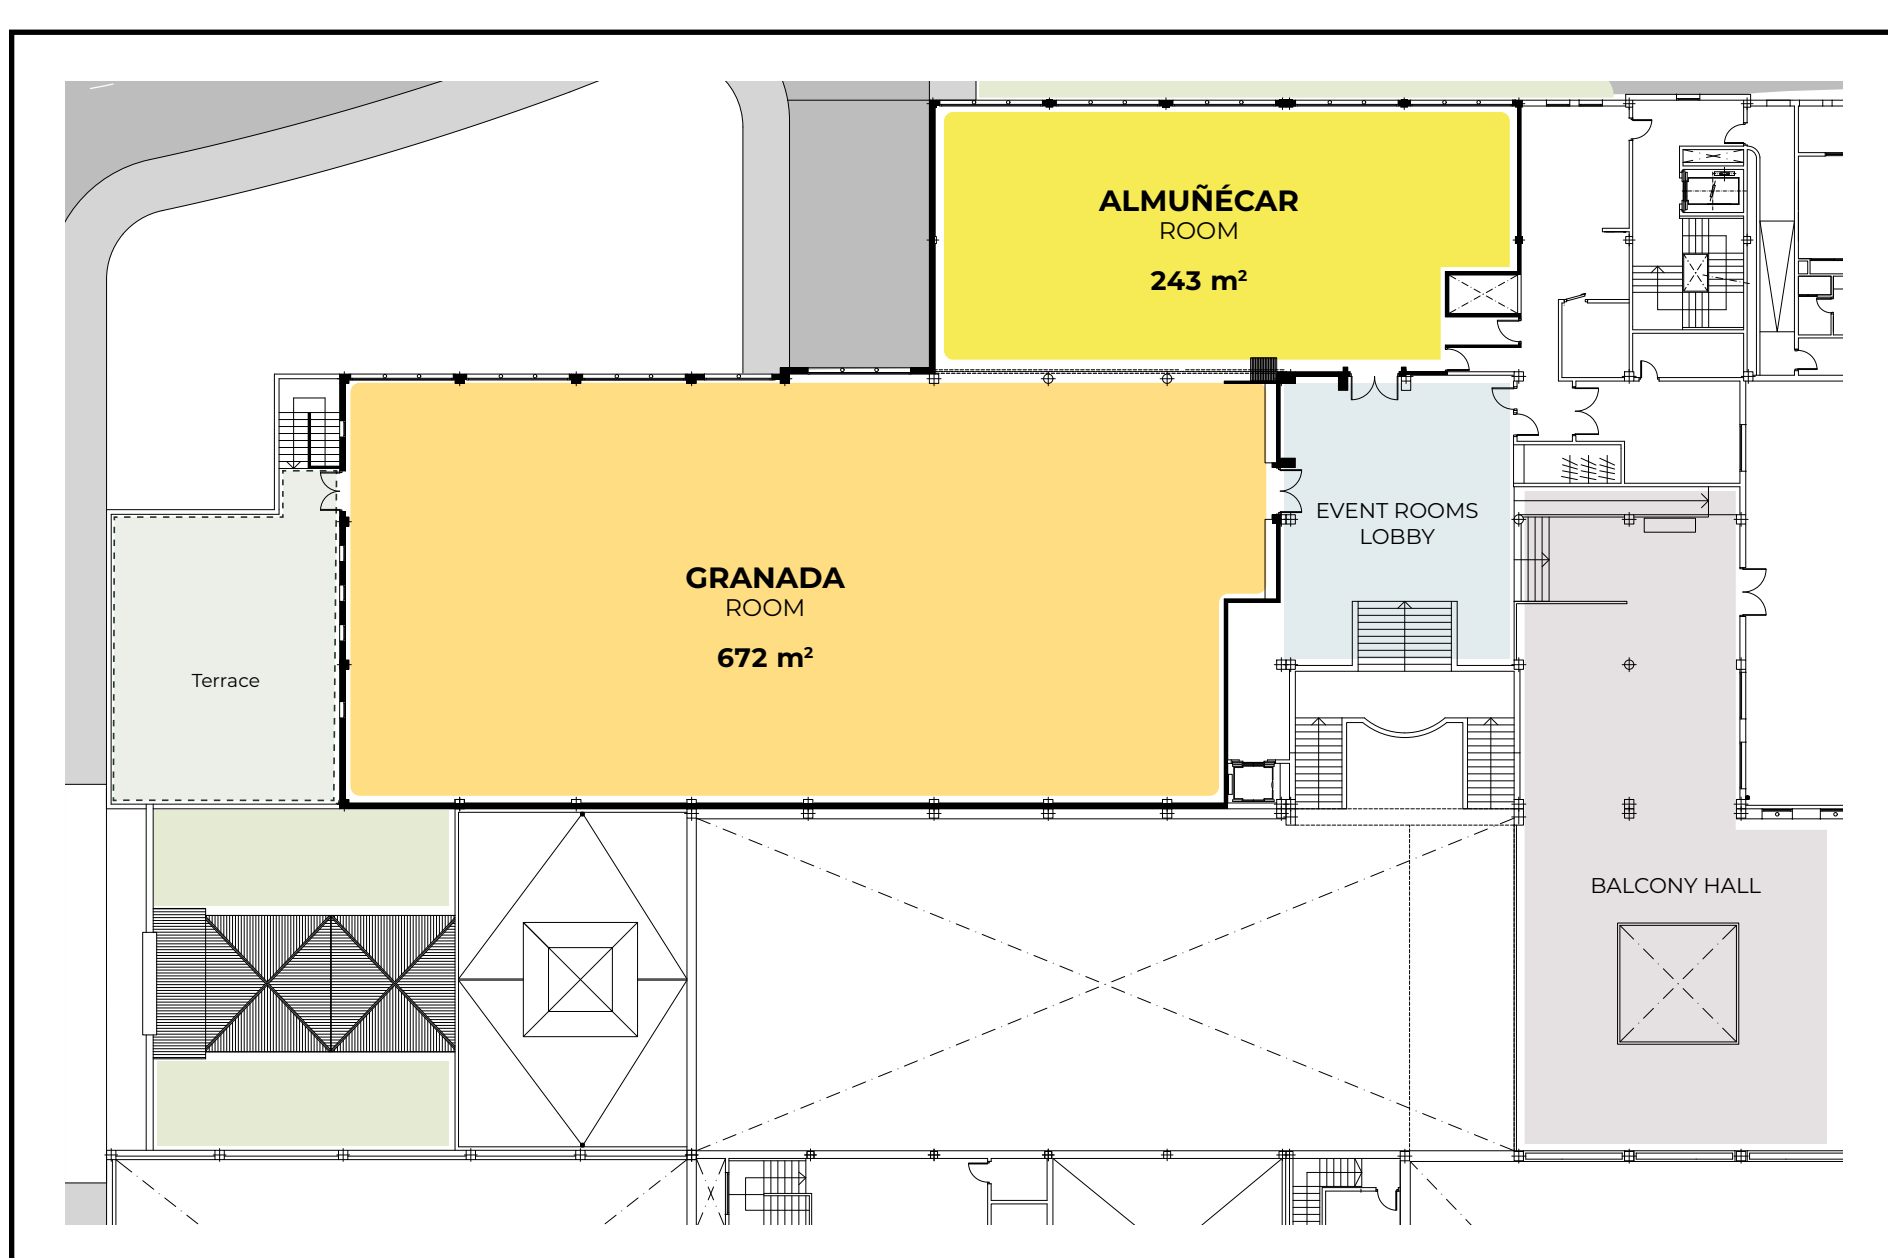 ALMUÑÉCAR
ROOM
243 m²
GRANADA
ROOM
672 m²
EVENT ROOMS
LOBBY
Terrace
BALCONY HALL